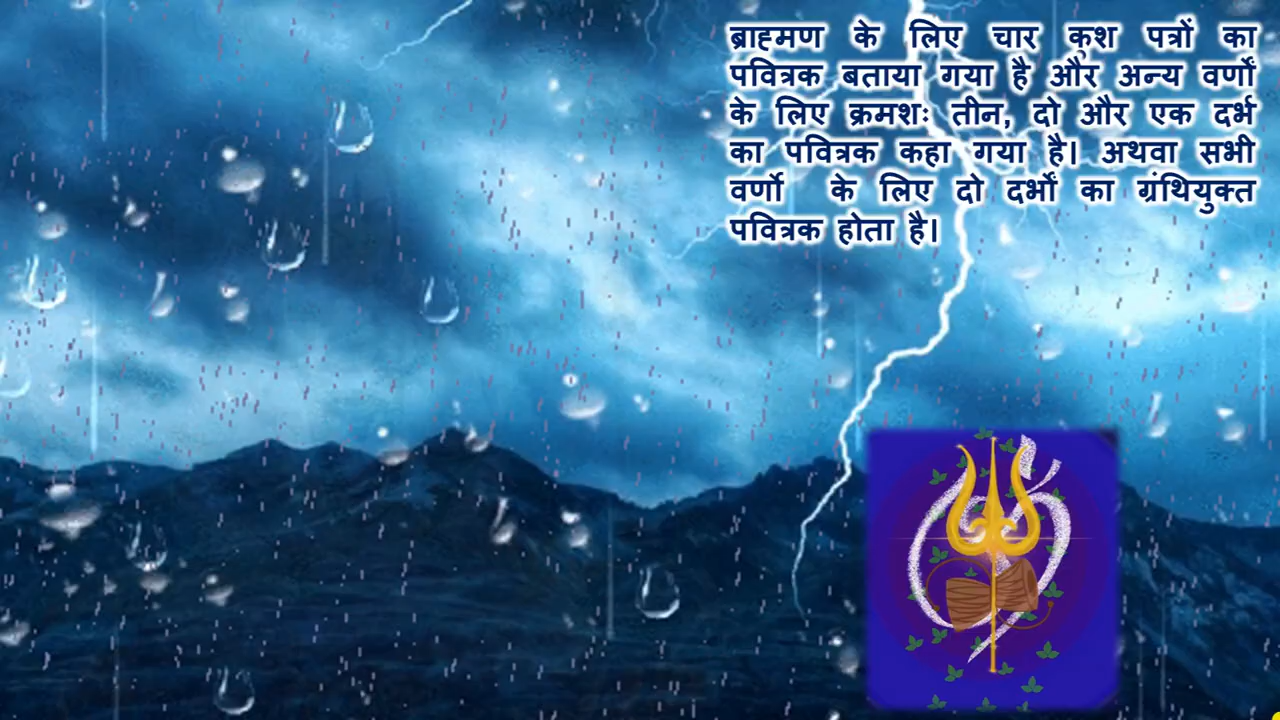 ब्राह्मण के लिए चार कुश पत्रों का
पवित्रक बताया गया है और अन्य वर्णों
के लिए क्रमशः तीन, दो और एक दर्भ
का पवित्रक कहा गया है। अथवा सभी
वर्णो के लिए दो दर्भों का ग्रंथियुक्त
पवित्रक होता है।